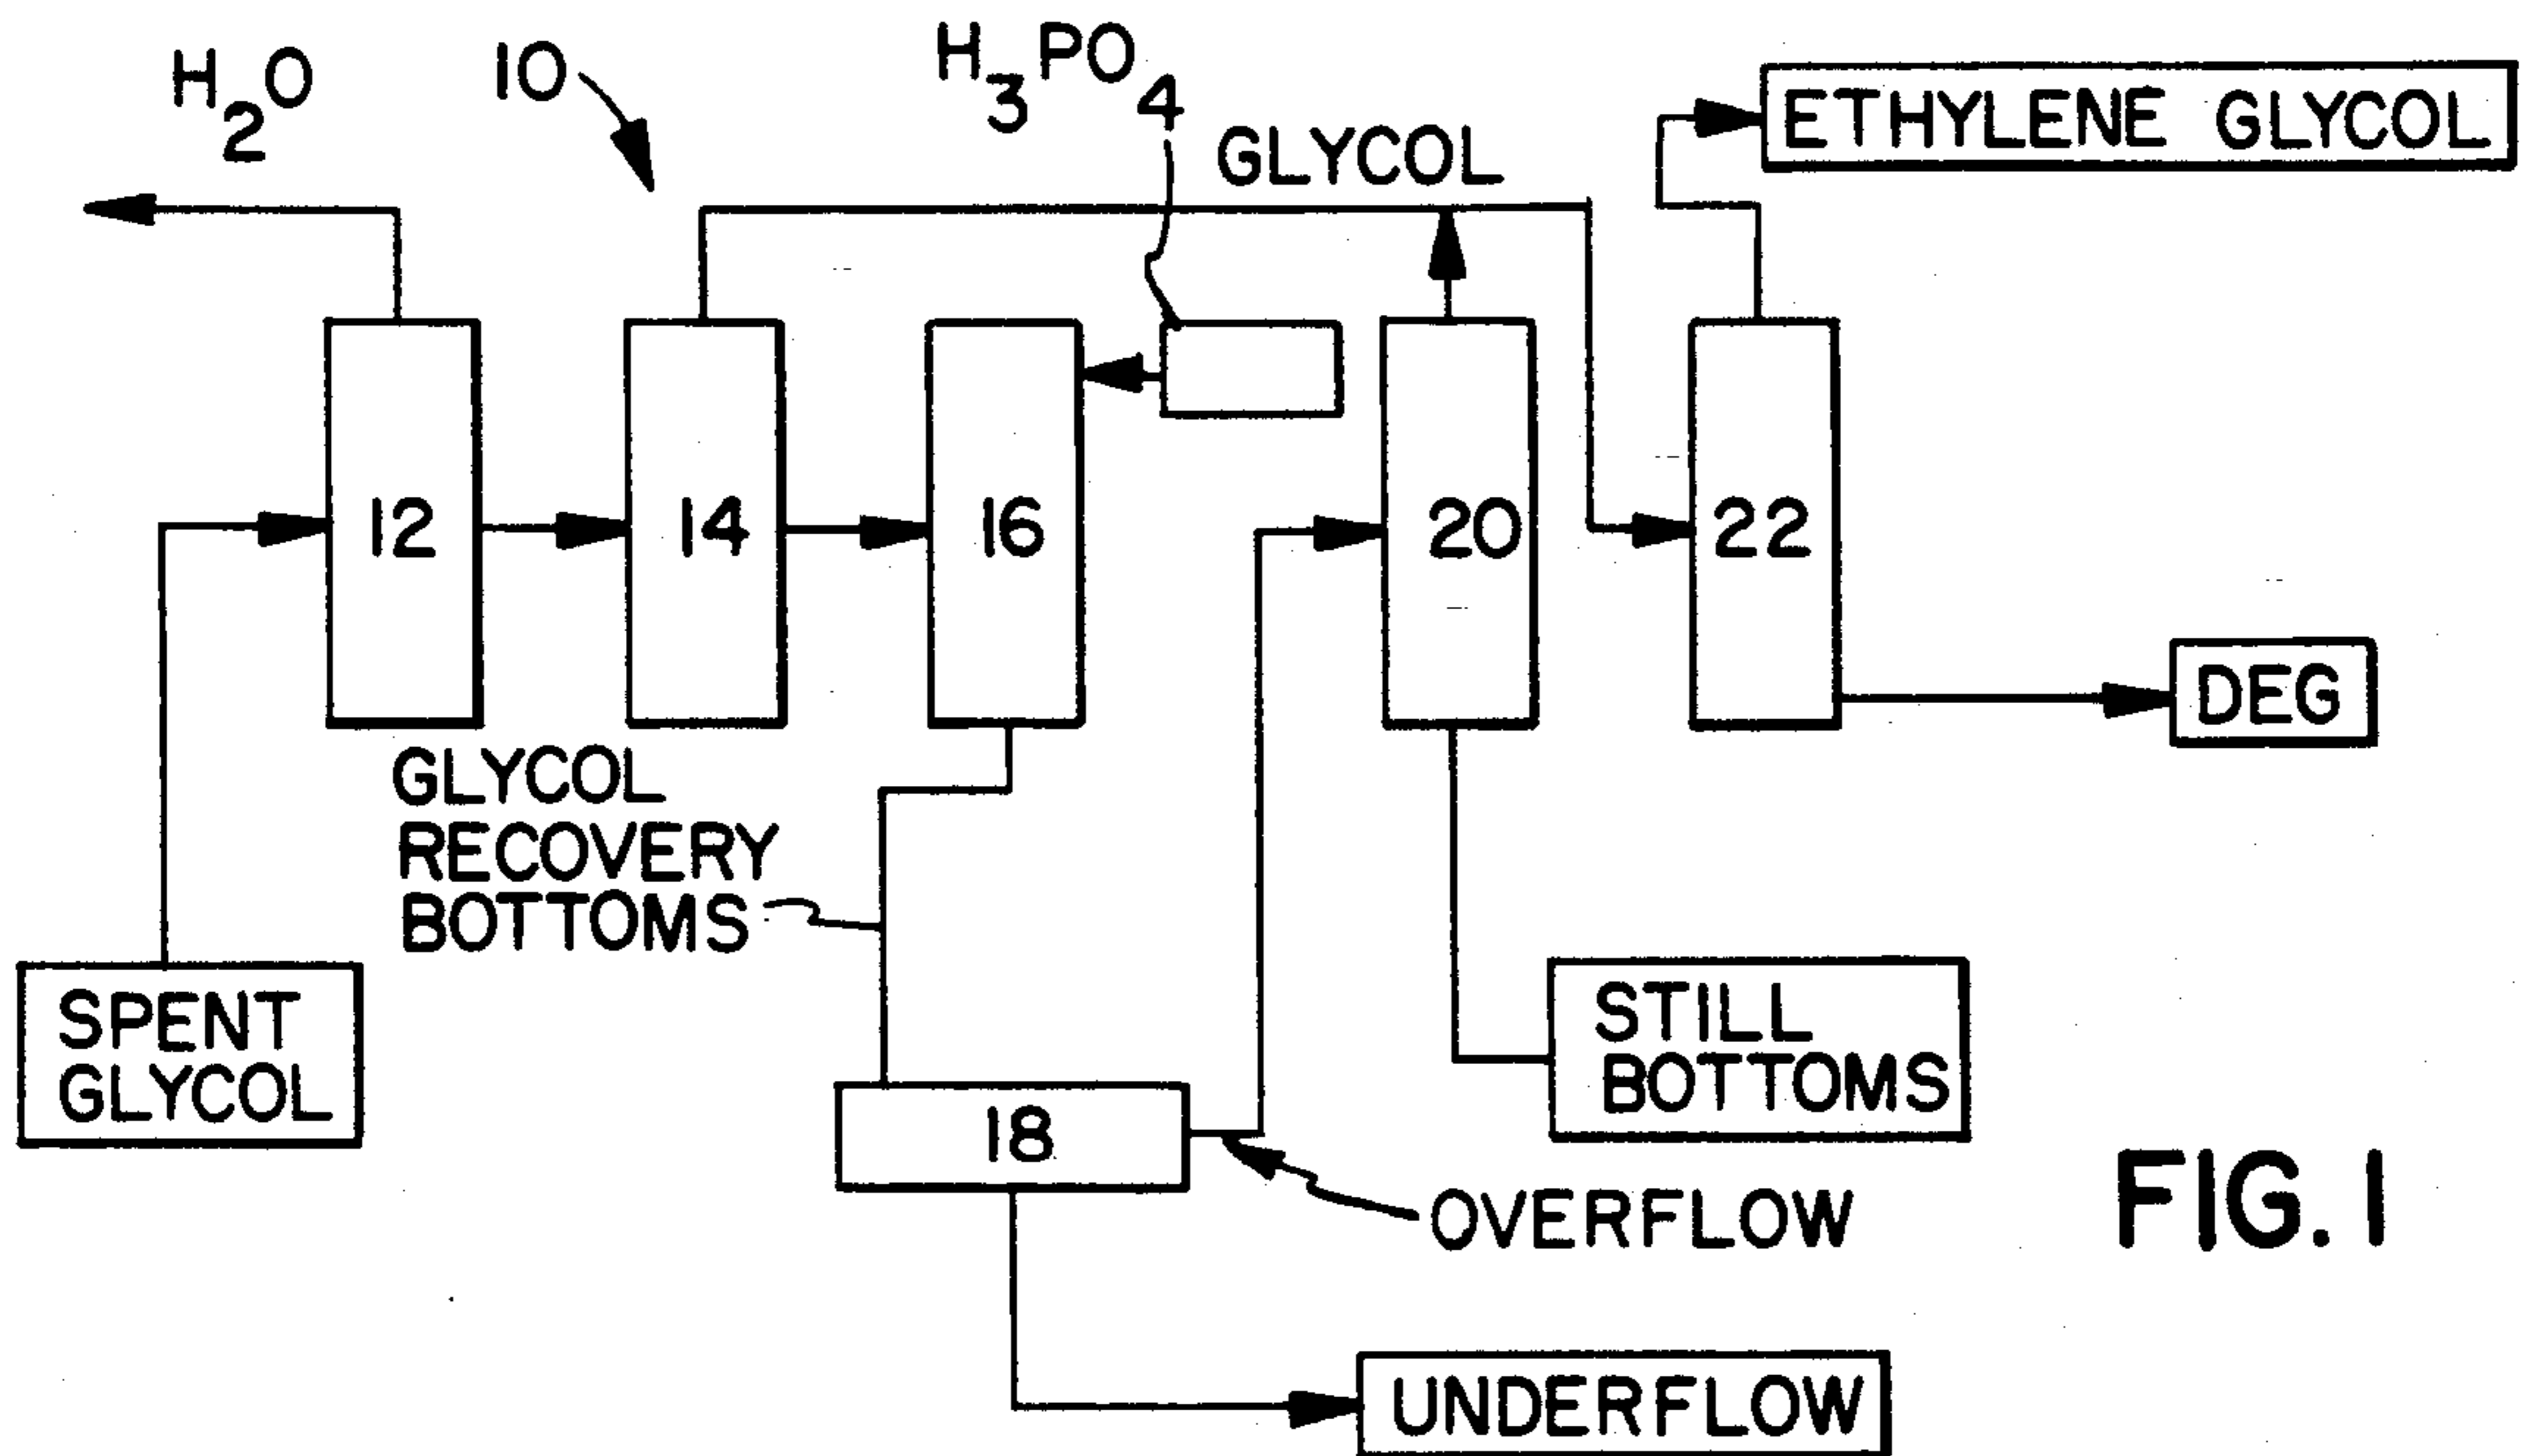 H2O
10
H3PO4
GLYCOL
ETHYLENE GLYCOL
12
14
16
20
22
DEG
GLYCOL
RECOVERY
BOTTOMS
SPENT
GLYCOL
STILL
BOTTOMS
18
OVERFLOW
UNDERFLOW
FIG. 1